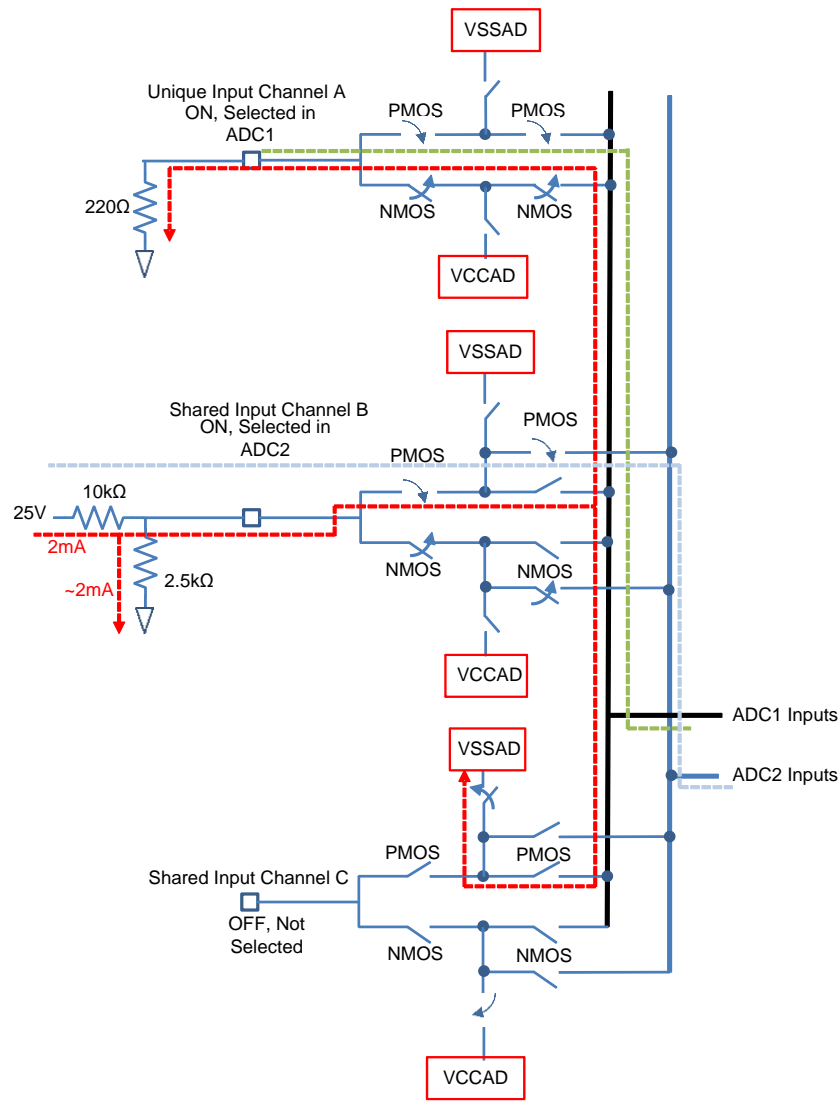 VSSAD
Unique Input Channel A
ON, Selected in
ADC1
PMOS
PMOS
220Ω
NMOS
NMOS
VCCAD
VSSAD
Shared Input Channel B
ON, Selected in
ADC2
PMOS
PMOS
10kΩ
25V
2mA
~2mA
2.5kΩ
NMOS
NMOS
VCCAD
ADC1 Inputs
VSSAD
ADC2 Inputs
PMOS
PMOS
Shared Input Channel C
OFF, Not
Selected
NMOS
NMOS
VCCAD